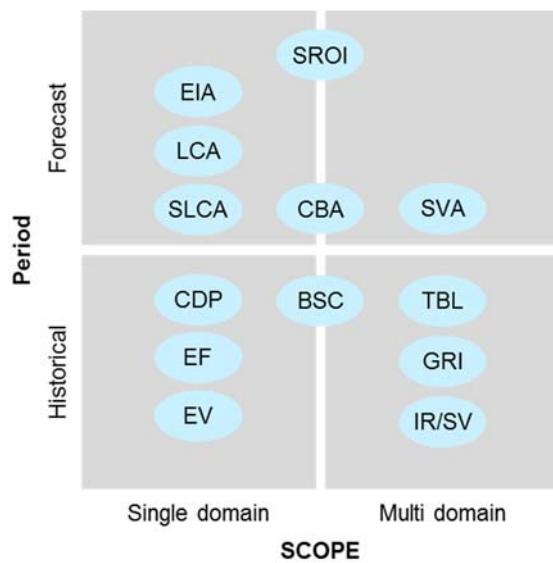 SROI
EIA
LCA
SLCA CBA SVA
Forecast
Period
CDP BSC TBL
EF GRI
EV IR/SV
Historical
Single domain Multi domain
SCOPE